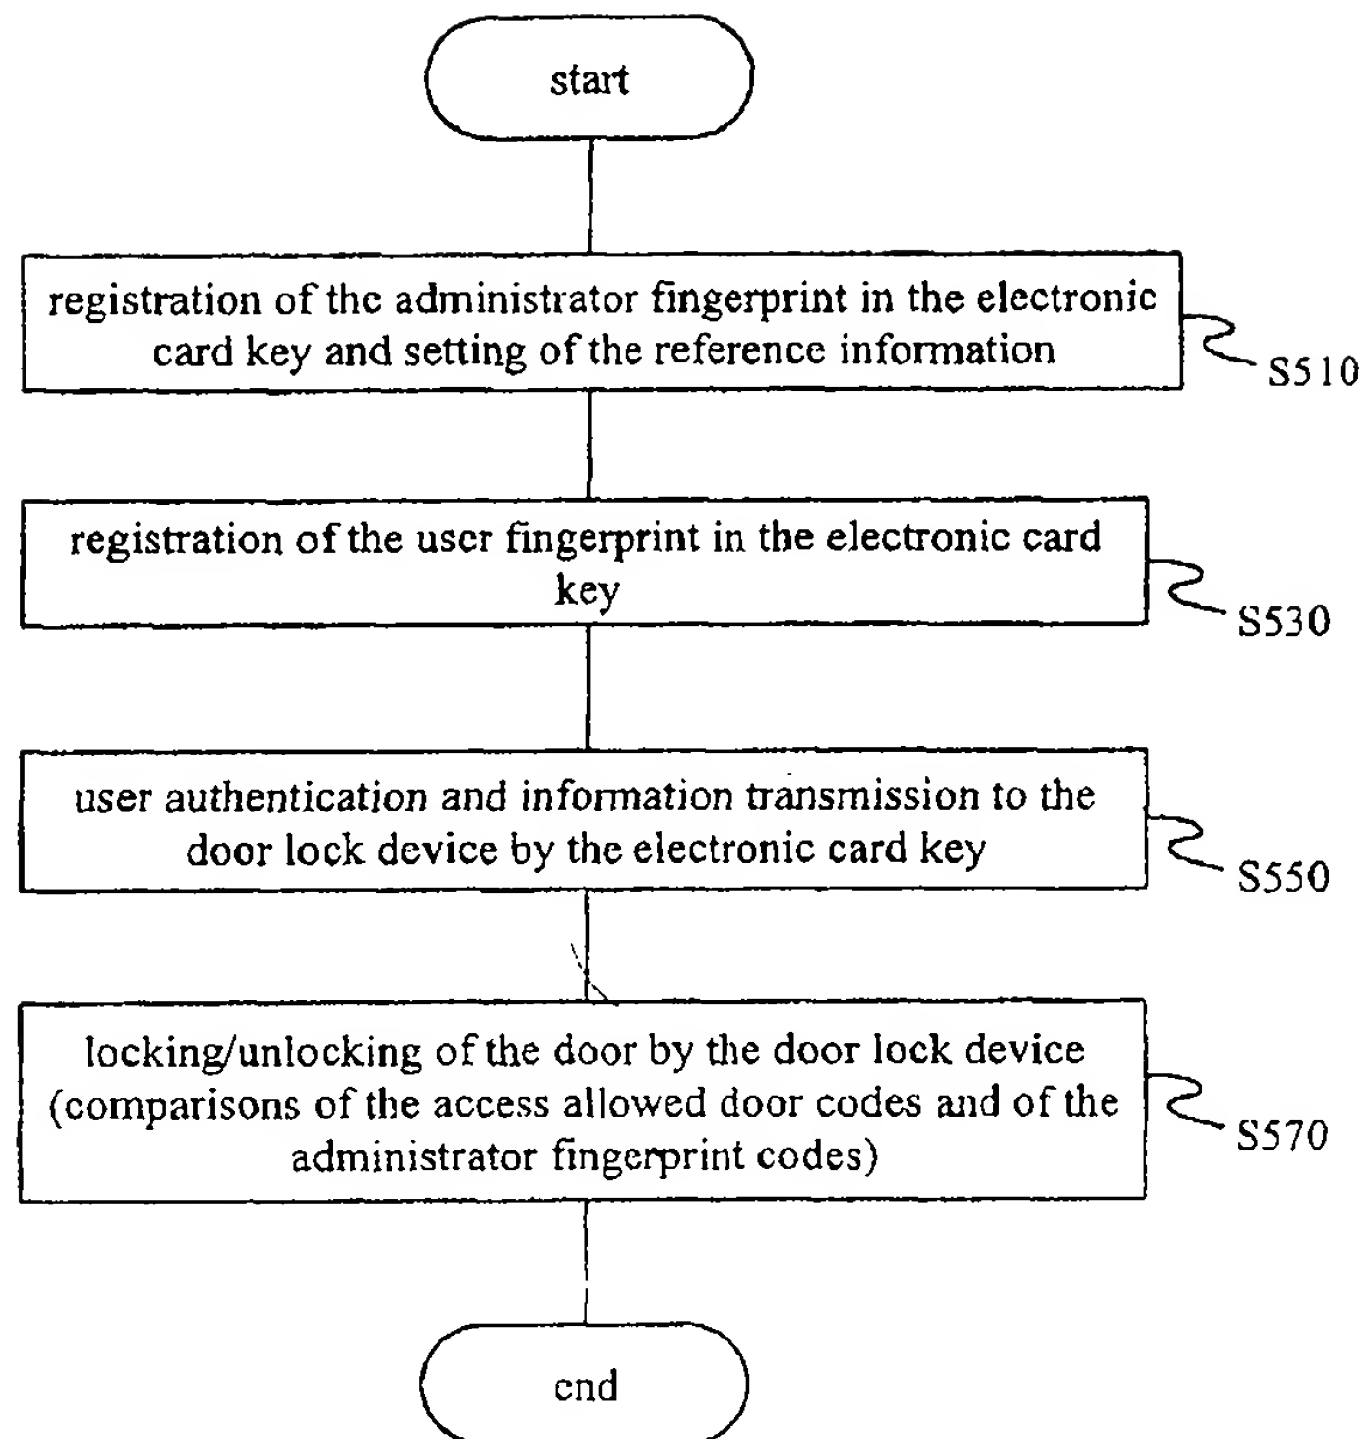 start
registration of the administrator fingerprint in the electronic
card key and setting of the reference information
S510
registration of the user fingerprint in the electronic card
key
S530
user authentication and information transmission to the
door lock device by the electronic card key
S550
locking/unlocking of the door by the door lock device
(comparisons of the access allowed door codes and of the
administrator fingerprint codes)
S570
end